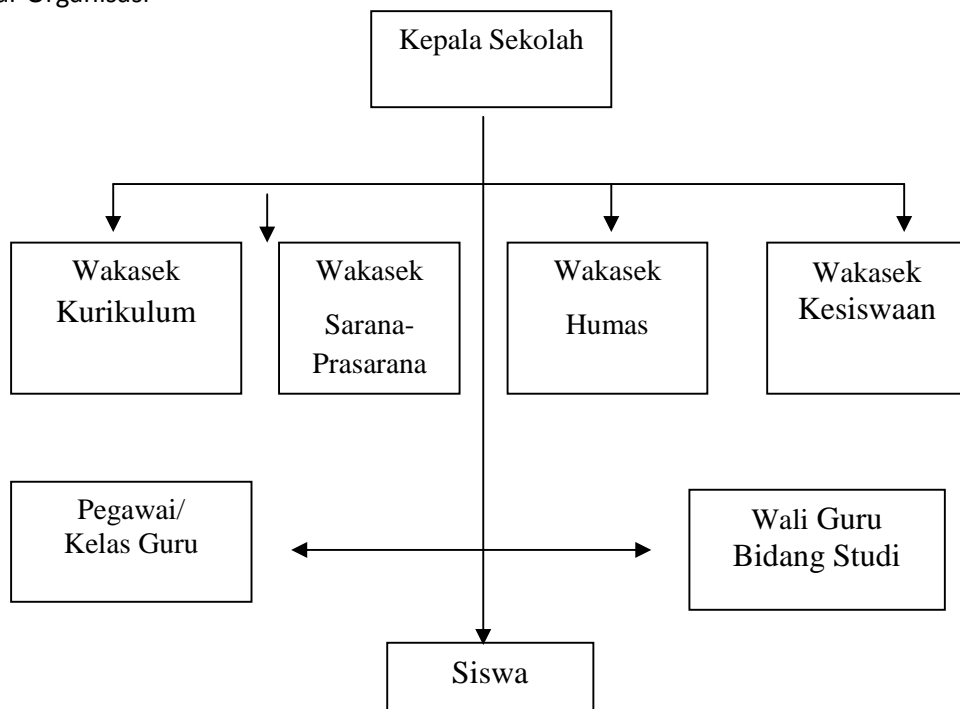 Kepala Sekolah
Wakasek
Kurikulum
Wakasek
Sarana-
Prasarana
Wakasek
Humas
Wakasek
Kesiswaan
Pegawai/
Kelas Guru
Wali Guru
Bidang Studi
Siswa